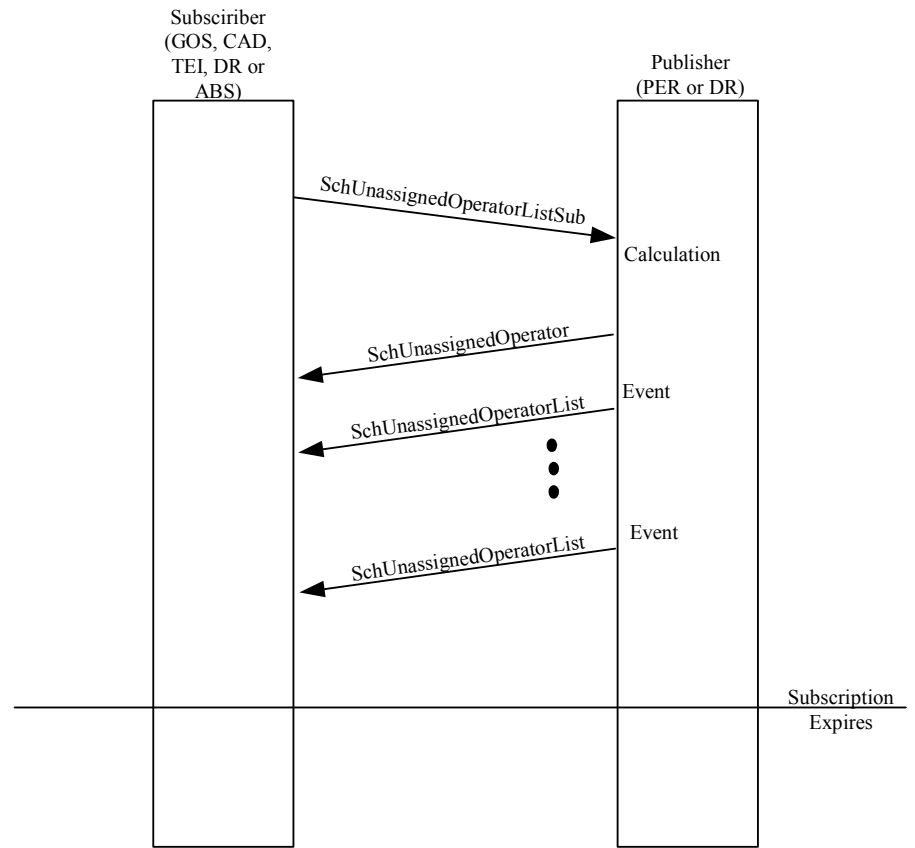 Subsciriber
(GOS, CAD,
TEI, DR or
ABS)
Publisher
(PER or DR)
SchUnassignedOperatorListSub
Calculation
SchUnassignedOperator
Event
SchUnassignedOperatorList
Event
SchUnassignedOperatorList
Subscription
Expires